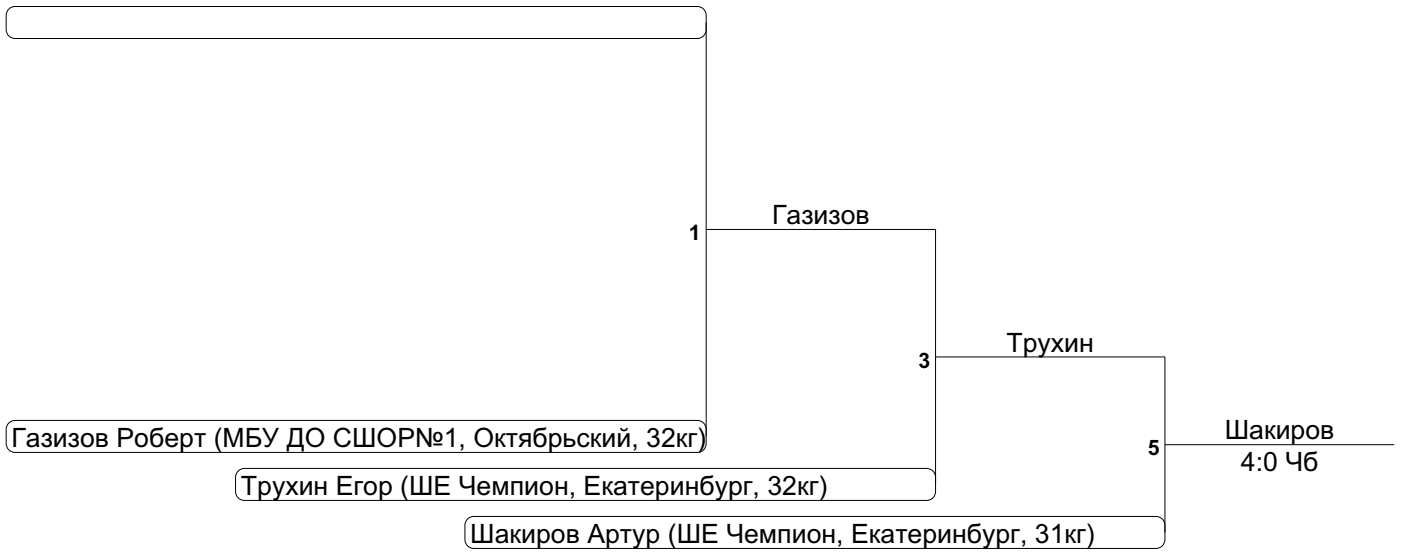 Газизов
1
Трухин
3
Газизов Роберт (МБУ ДО СШОР№1, Октябрьский, 32кг)
Шакиров
5
4:0 Чб
Трухин Егор (ШЕ Чемпион, Екатеринбург, 32кг)
Шакиров Артур (ШЕ Чемпион, Екатеринбург, 31кг)